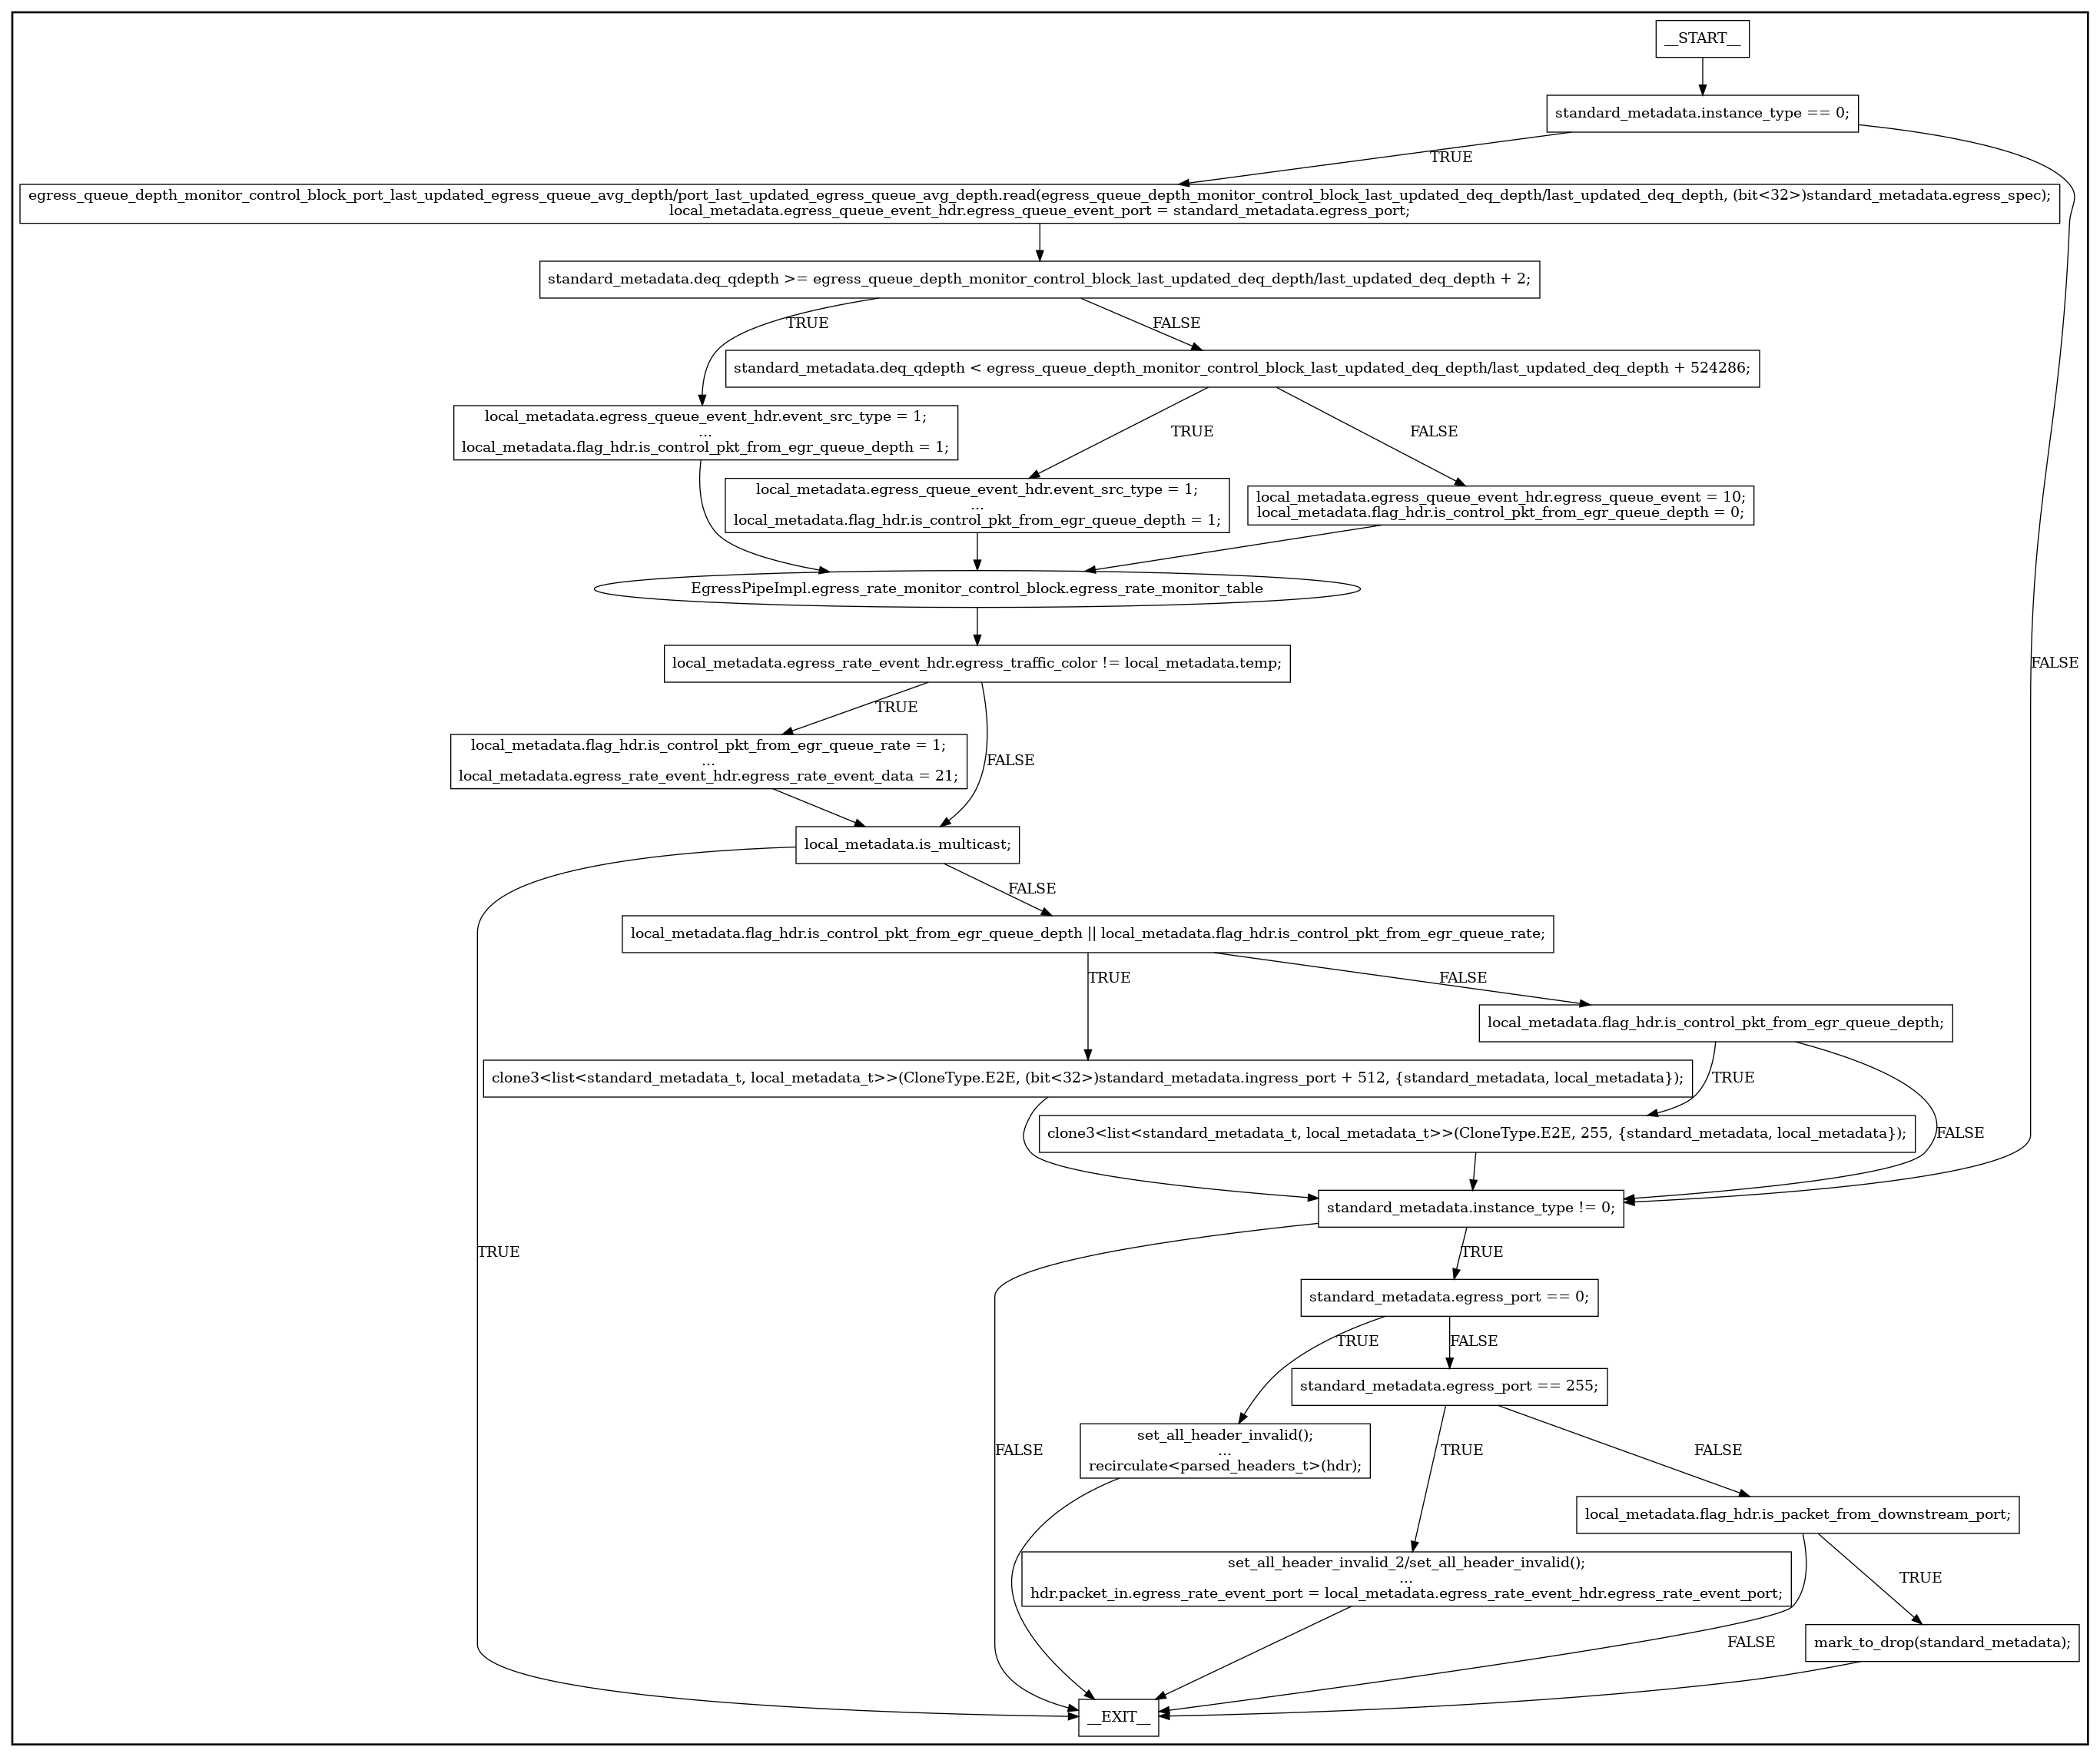 __START__
standard_metadata.instance_type == 0;
TRUE
egress_queue_depth_monitor_control_block_port_last_updated_egress_queue_avg_depth/port_last_updated_egress_queue_avg_depth.read(egress_queue_depth_monitor_control_block_last_updated_deq_depth/last_updated_deq_depth, (bit<32>)standard_metadata.egress_spec);
local_metadata.egress_queue_event_hdr.egress_queue_event_port = standard_metadata.egress_port;
standard_metadata.deq_qdepth >= egress_queue_depth_monitor_control_block_last_updated_deq_depth/last_updated_deq_depth + 2;
TRUE
FALSE
standard_metadata.deq_qdepth < egress_queue_depth_monitor_control_block_last_updated_deq_depth/last_updated_deq_depth + 524286;
local_metadata.egress_queue_event_hdr.event_src_type = 1;
...
local_metadata.flag_hdr.is_control_pkt_from_egr_queue_depth = 1;
TRUE
FALSE
local_metadata.egress_queue_event_hdr.event_src_type = 1;
...
local_metadata.flag_hdr.is_control_pkt_from_egr_queue_depth = 1;
local_metadata.egress_queue_event_hdr.egress_queue_event = 10;
local_metadata.flag_hdr.is_control_pkt_from_egr_queue_depth = 0;
EgressPipeImpl.egress_rate_monitor_control_block.egress_rate_monitor_table
local_metadata.egress_rate_event_hdr.egress_traffic_color != local_metadata.temp;
FALSE
TRUE
local_metadata.flag_hdr.is_control_pkt_from_egr_queue_rate = 1;
...
local_metadata.egress_rate_event_hdr.egress_rate_event_data = 21;
FALSE
local_metadata.is_multicast;
FALSE
local_metadata.flag_hdr.is_control_pkt_from_egr_queue_depth || local_metadata.flag_hdr.is_control_pkt_from_egr_queue_rate;
TRUE
FALSE
local_metadata.flag_hdr.is_control_pkt_from_egr_queue_depth;
clone3<list<standard_metadata_t, local_metadata_t>>(CloneType.E2E, (bit<32>)standard_metadata.ingress_port + 512, {standard_metadata, local_metadata});
TRUE
clone3<list<standard_metadata_t, local_metadata_t>>(CloneType.E2E, 255, {standard_metadata, local_metadata});
FALSE
standard_metadata.instance_type != 0;
TRUE
TRUE
standard_metadata.egress_port == 0;
TRUE
FALSE
standard_metadata.egress_port == 255;
FALSE
set_all_header_invalid();
...
recirculate<parsed_headers_t>(hdr);
TRUE
FALSE
local_metadata.flag_hdr.is_packet_from_downstream_port;
set_all_header_invalid_2/set_all_header_invalid();
...
hdr.packet_in.egress_rate_event_port = local_metadata.egress_rate_event_hdr.egress_rate_event_port;
TRUE
FALSE
mark_to_drop(standard_metadata);
__EXIT__